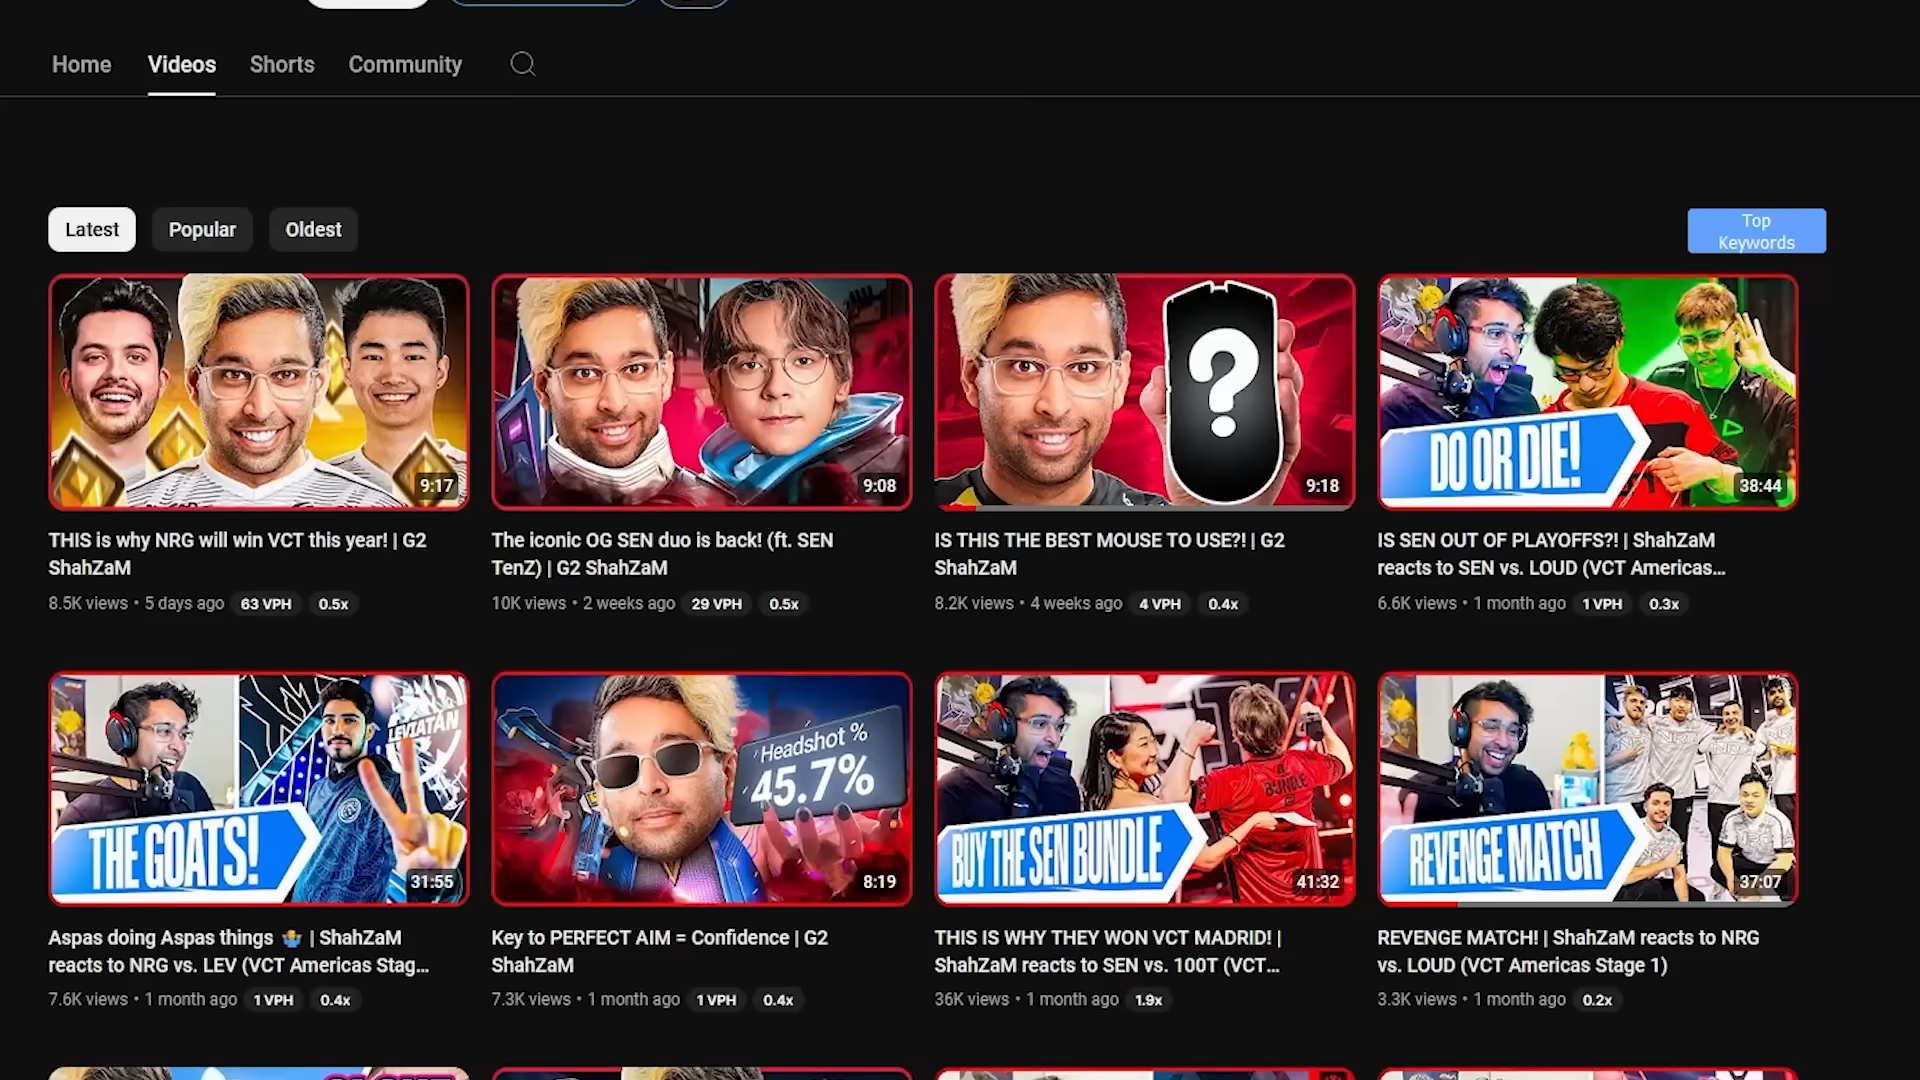 Home Videos Shorts Community
Latest Popular Oldest
Top
Keywords
9:17
9:08
?
9:18
DO OR DIE!
38:44
THIS is why NRG will win VCT this year! | G2
ShahZaM
8.5K views • 5 days ago 63 VPH 0.5x
The iconic OG SEN duo is back! (ft. SEN
TenZ) | G2 ShahZaM
10K views • 2 weeks ago 29 VPH 0.5x
IS THIS THE BEST MOUSE TO USE?! | G2
ShahZaM
8.2K views • 4 weeks ago 4 VPH 0.4x
IS SEN OUT OF PLAYOFFS?! | ShahZaM
reacts to SEN vs. LOUD (VCT Americas...
6.6K views • 1 month ago 1 VPH 0.3x
LEVIATÁN
THE GOATS!
31:55
Headshot %
45.7%
8:19
BUNDLE
BUY THE SEN BUNDLE
41:32
REVENGE MATCH
37:07
Aspas doing Aspas things 🤷‍♂️ | ShahZaM
reacts to NRG vs. LEV (VCT Americas Stag...
7.6K views • 1 month ago 1 VPH 0.4x
Key to PERFECT AIM = Confidence | G2
ShahZaM
7.3K views • 1 month ago 1 VPH 0.4x
THIS IS WHY THEY WON VCT MADRID! |
ShahZaM reacts to SEN vs. 100T (VCT...
36K views • 1 month ago 1.9x
REVENGE MATCH! | ShahZaM reacts to NRG
vs. LOUD (VCT Americas Stage 1)
3.3K views • 1 month ago 0.2x